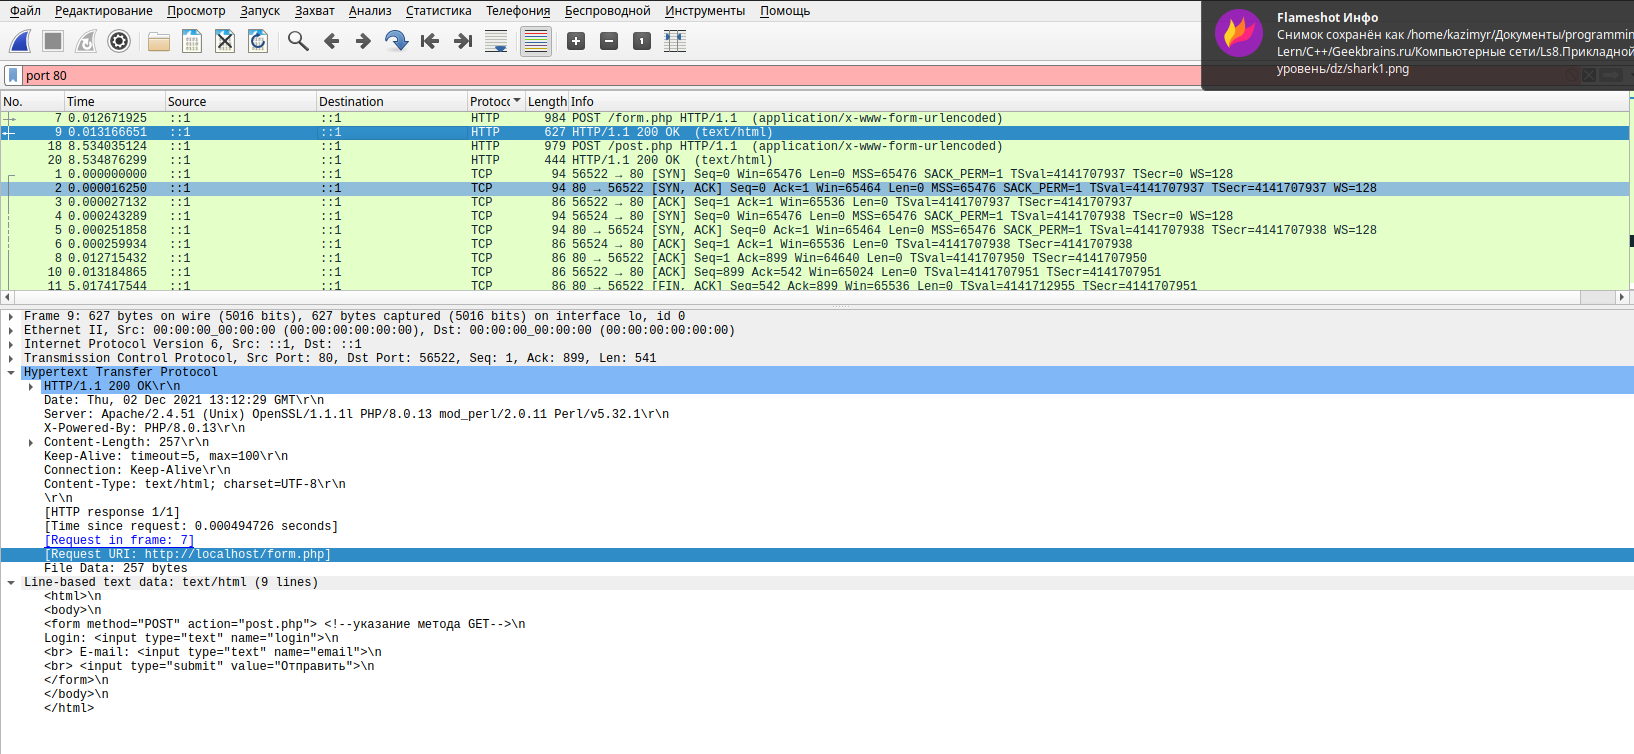 Файл Редактирование Просмотр Запуск Захват Анализ Статистика Телефония Беспроводной Инструменты Помощь
Flameshot Инфо
Снимок сохранён как /home/kazimyr/Документы/programmin
Lern/C++/Geekbrains.ru/Компьютерные сети/Ls8.Прикладной
уровень/dz/shark1.png
port 80
No. Time Source Destination Protoc Length Info
7 0.012671925 ::1 ::1 HTTP 984 POST /form.php HTTP/1.1 (application/x-www-form-urlencoded)
9 0.013166651 ::1 ::1 HTTP 627 HTTP/1.1 200 OK (text/html)
18 8.534035124 ::1 ::1 HTTP 979 POST /post.php HTTP/1.1 (application/x-www-form-urlencoded)
20 8.534876299 ::1 ::1 HTTP 444 HTTP/1.1 200 OK (text/html)
1 0.000000000 ::1 ::1 TCP 94 56522 → 80 [SYN] Seq=0 Win=65476 Len=0 MSS=65476 SACK_PERM=1 TSval=4141707937 TSecr=0 WS=128
2 0.000016250 ::1 ::1 TCP 94 80 → 56522 [SYN, ACK] Seq=0 Ack=1 Win=65464 Len=0 MSS=65476 SACK_PERM=1 TSval=4141707937 TSecr=4141707937 WS=128
3 0.000027132 ::1 ::1 TCP 86 56522 → 80 [ACK] Seq=1 Ack=1 Win=65536 Len=0 TSval=4141707937 TSecr=4141707937
4 0.000243289 ::1 ::1 TCP 94 56524 → 80 [SYN] Seq=0 Win=65476 Len=0 MSS=65476 SACK_PERM=1 TSval=4141707938 TSecr=0 WS=128
5 0.000251858 ::1 ::1 TCP 94 80 → 56524 [SYN, ACK] Seq=0 Ack=1 Win=65464 Len=0 MSS=65476 SACK_PERM=1 TSval=4141707938 TSecr=4141707938 WS=128
6 0.000259934 ::1 ::1 TCP 86 56524 → 80 [ACK] Seq=1 Ack=1 Win=65536 Len=0 TSval=4141707938 TSecr=4141707938
8 0.012715432 ::1 ::1 TCP 86 80 → 56522 [ACK] Seq=1 Ack=899 Win=64640 Len=0 TSval=4141707950 TSecr=4141707950
10 0.013184865 ::1 ::1 TCP 86 56522 → 80 [ACK] Seq=899 Ack=542 Win=65024 Len=0 TSval=4141707951 TSecr=4141707951
11 5.017417544 ::1 ::1 TCP 86 80 → 56522 [FIN, ACK] Seq=542 Ack=899 Win=65536 Len=0 TSval=4141712955 TSecr=4141707951
Frame 9: 627 bytes on wire (5016 bits), 627 bytes captured (5016 bits) on interface lo, id 0
Ethernet II, Src: 00:00:00_00:00:00 (00:00:00:00:00:00), Dst: 00:00:00_00:00:00 (00:00:00:00:00:00)
Internet Protocol Version 6, Src: ::1, Dst: ::1
Transmission Control Protocol, Src Port: 80, Dst Port: 56522, Seq: 1, Ack: 899, Len: 541
Hypertext Transfer Protocol
HTTP/1.1 200 OK\r\n
Date: Thu, 02 Dec 2021 13:12:29 GMT\r\n
Server: Apache/2.4.51 (Unix) OpenSSL/1.1.1l PHP/8.0.13 mod_perl/2.0.11 Perl/v5.32.1\r\n
X-Powered-By: PHP/8.0.13\r\n
Content-Length: 257\r\n
Keep-Alive: timeout=5, max=100\r\n
Connection: Keep-Alive\r\n
Content-Type: text/html; charset=UTF-8\r\n
\r\n
[HTTP response 1/1]
[Time since request: 0.000494726 seconds]
[Request in frame: 7]
[Request URI: http://localhost/form.php]
File Data: 257 bytes
Line-based text data: text/html (9 lines)
<html>\n
<body>\n
<form method="POST" action="post.php"> <!--указание метода GET-->\n
Login: <input type="text" name="login">\n
<br> E-mail: <input type="text" name="email">\n
<br> <input type="submit" value="Отправить">\n
</form>\n
</body>\n
</html>